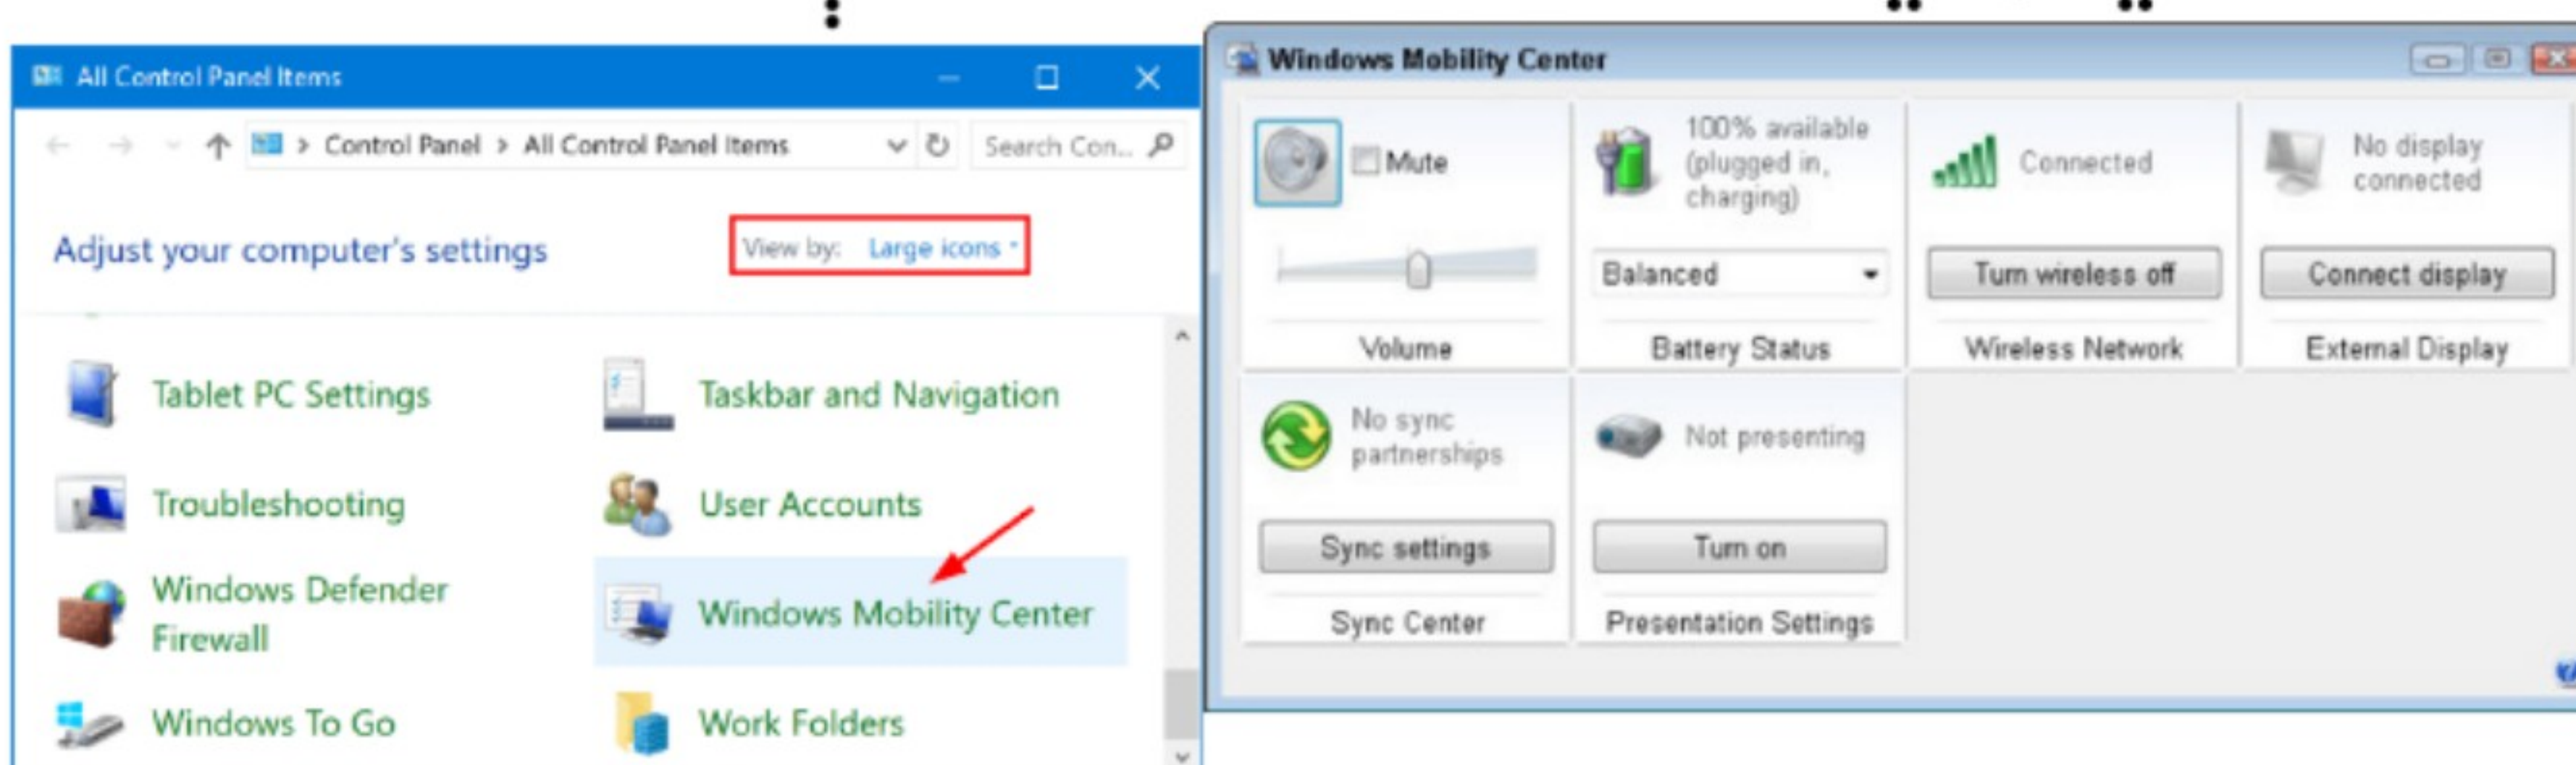 All Control Panel Items
Control Panel > All Control Panel Items
Search Con...
Adjust your computer's settings
View by: Large icons
Tablet PC Settings
Taskbar and Navigation
Troubleshooting
User Accounts
Windows Defender
Firewall
Windows Mobility Center
Windows To Go
Work Folders
Windows Mobility Center
Mute
Volume
100% available
(plugged in,
charging)
Balanced
Battery Status
Connected
Turn wireless off
Wireless Network
No display
connected
Connect display
External Display
No sync
partnerships
Sync settings
Sync Center
Not presenting
Turn on
Presentation Settings